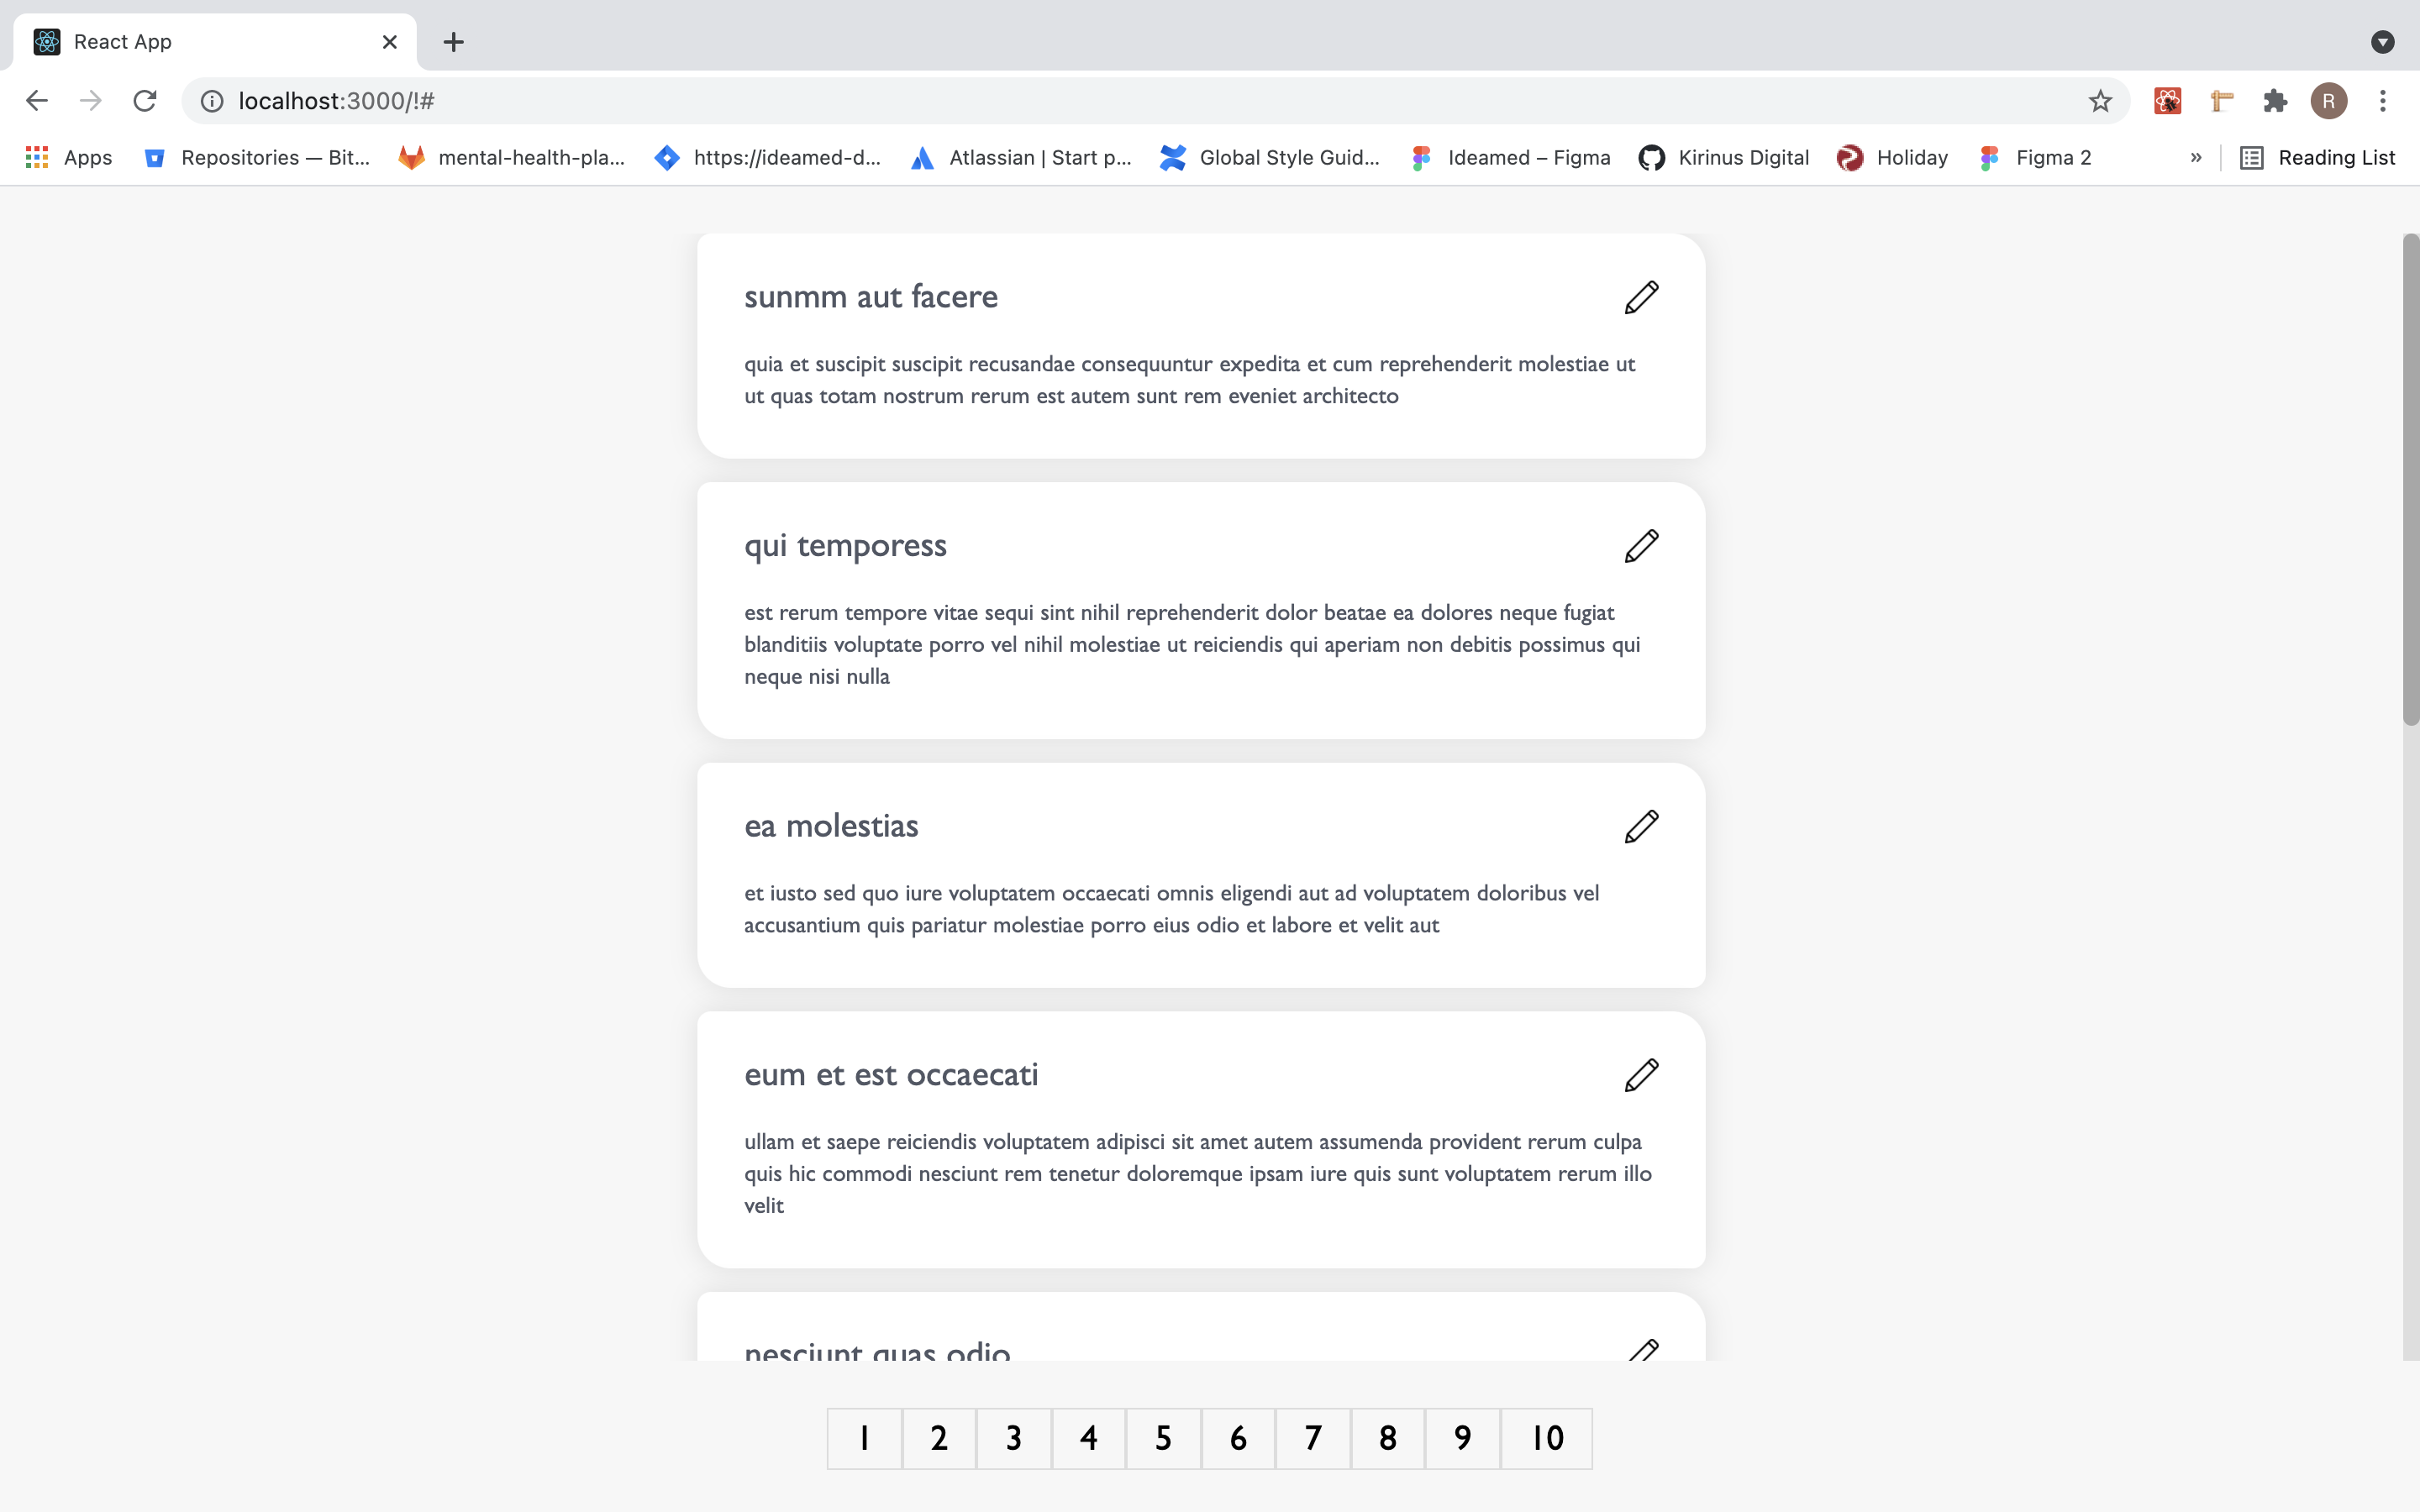 React App
localhost:3000/!#
R
Apps
Repositories — Bit...
mental-health-pla...
https://ideamed-d...
Atlassian | Start p...
Global Style Guid...
Ideamed – Figma
Kirinus Digital
Holiday
Figma 2
»
Reading List
sunmm aut facere
quia et suscipit suscipit recusandae consequuntur expedita et cum reprehenderit molestiae ut
ut quas totam nostrum rerum est autem sunt rem eveniet architecto
qui temporess
est rerum tempore vitae sequi sint nihil reprehenderit dolor beatae ea dolores neque fugiat
blanditiis voluptate porro vel nihil molestiae ut reiciendis qui aperiam non debitis possimus qui
neque nisi nulla
ea molestias
et iusto sed quo iure voluptatem occaecati omnis eligendi aut ad voluptatem doloribus vel
accusantium quis pariatur molestiae porro eius odio et labore et velit aut
eum et est occaecati
ullam et saepe reiciendis voluptatem adipisci sit amet autem assumenda provident rerum culpa
quis hic commodi nesciunt rem tenetur doloremque ipsam iure quis sunt voluptatem rerum illo
velit
nesciunt quas odio
1 2 3 4 5 6 7 8 9 10